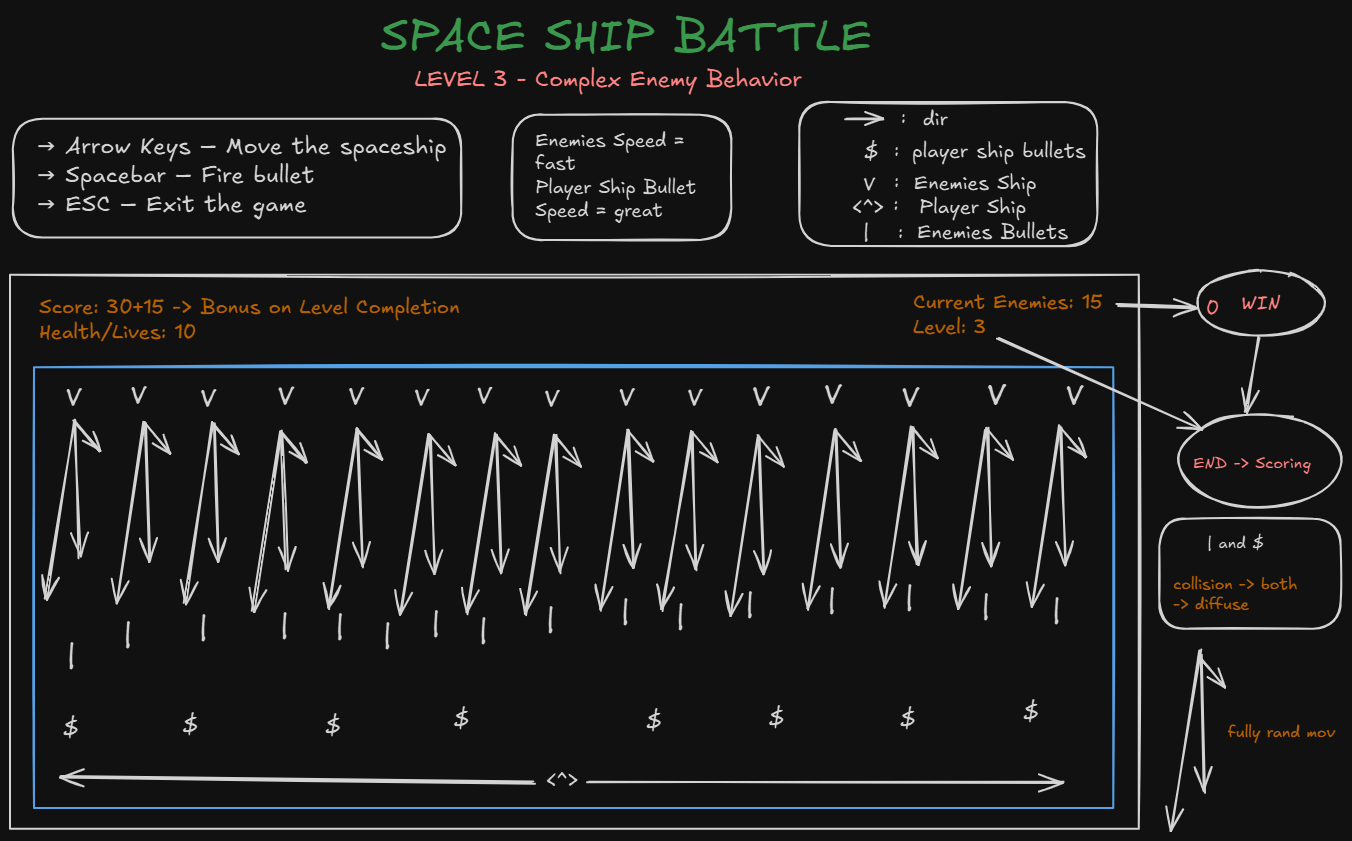 SPACE SHIP BATTLE
LEVEL 3 - Complex Enemy Behavior
→ Arrow Keys — Move the spaceship
→ Spacebar — Fire bullet
→ ESC — Exit the game
Enemies Speed =
fast
Player Ship Bullet
Speed = great
: dir
$ : player ship bullets
V : Enemies Ship
<^> : Player Ship
| : Enemies Bullets
Score: 30+15 -> Bonus on Level Completion
Health/Lives: 10
Current Enemies: 15
Level: 3
0 WIN
V V V V V V V V V V V V V V V
END -> Scoring
| and $
collision -> both
-> diffuse
| | | | | | | | | | | | | | |
$ $ $ $ $ $ $ $
fully rand mov
<^>